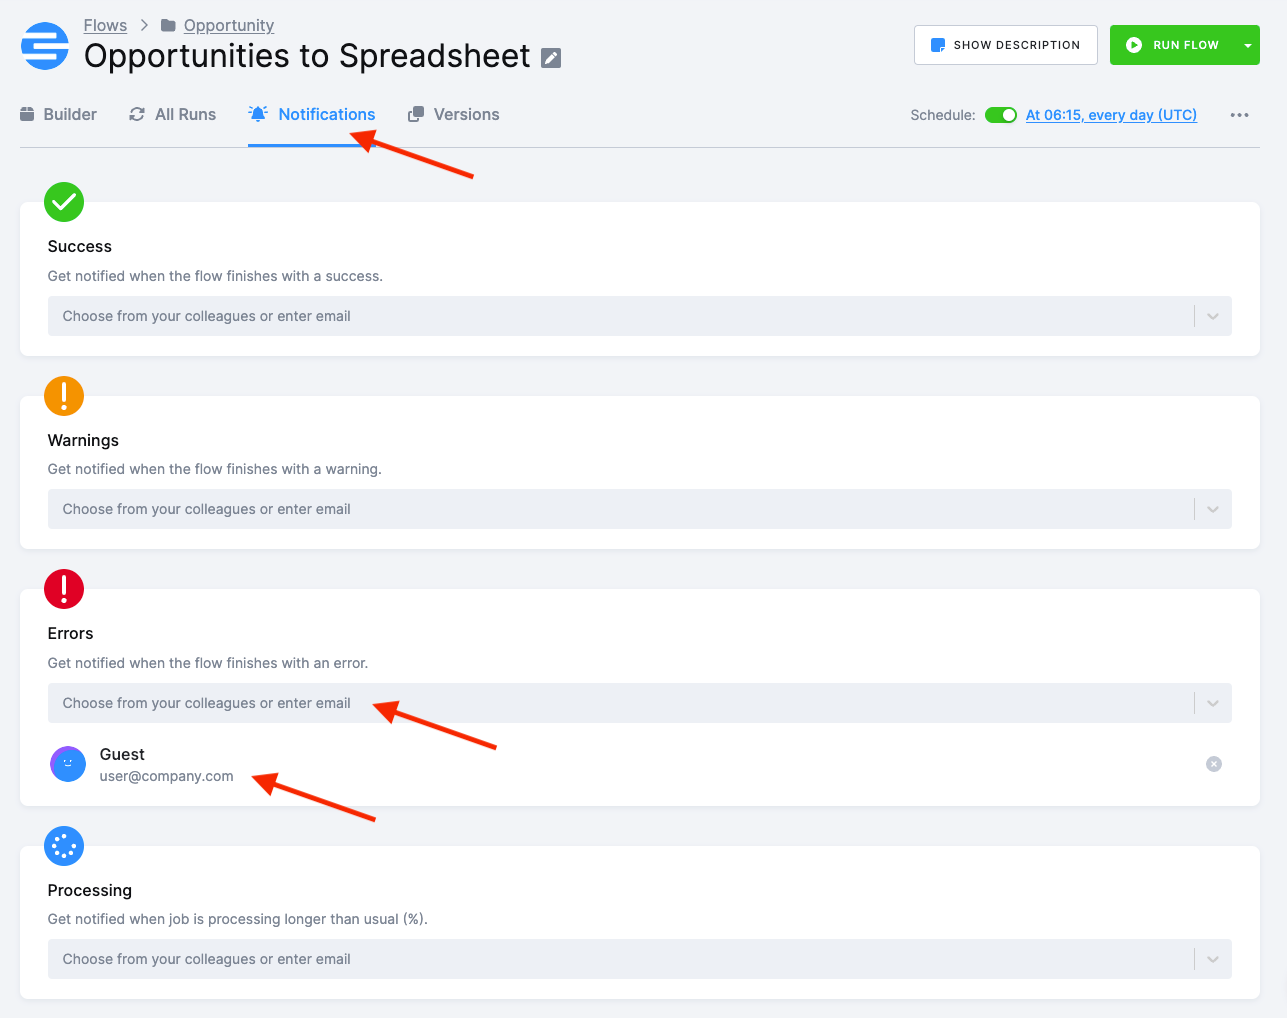 Flows > Opportunity
Opportunities to Spreadsheet
SHOW DESCRIPTION
RUN FLOW
Builder
All Runs
Notifications
Versions
Schedule:
At 06:15, every day (UTC)
Success
Get notified when the flow finishes with a success.
Choose from your colleagues or enter email
Warnings
Get notified when the flow finishes with a warning.
Choose from your colleagues or enter email
Errors
Get notified when the flow finishes with an error.
Choose from your colleagues or enter email
Guest
user@company.com
Processing
Get notified when job is processing longer than usual (%).
Choose from your colleagues or enter email